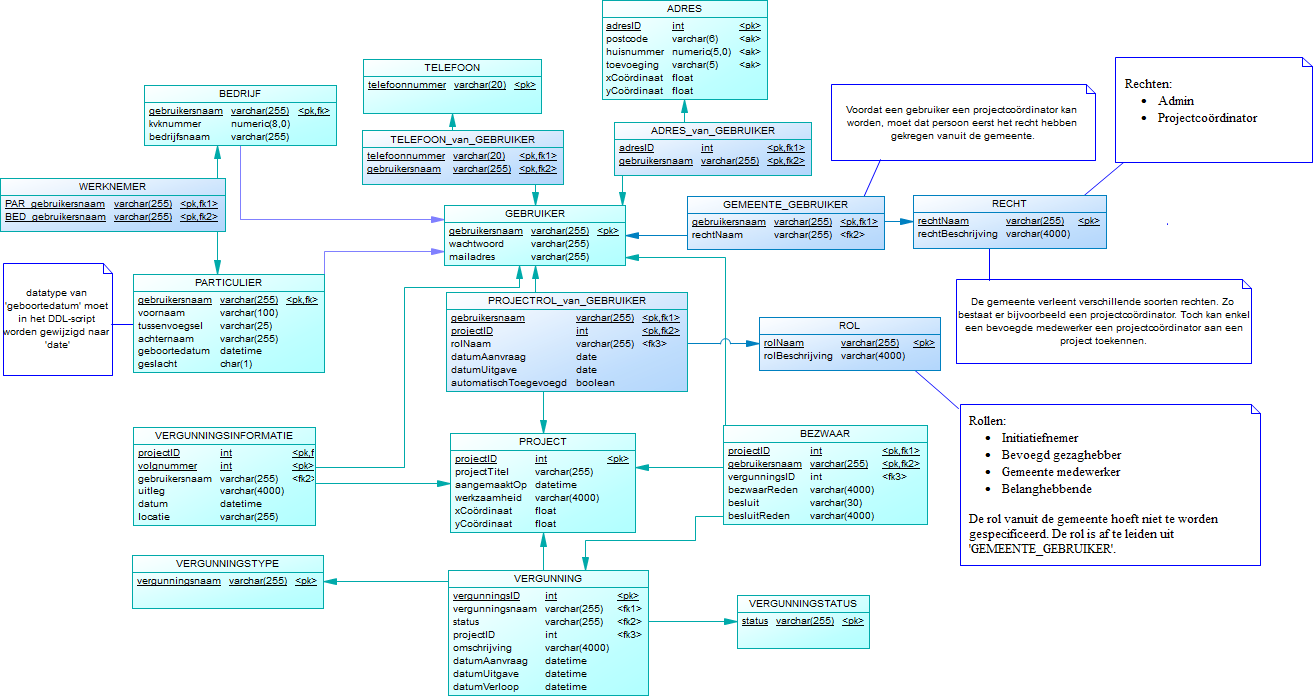 ADRES
adresID int <pk>
postcode varchar(6) <ak>
huisnummer numeric(5,0) <ak>
toevoeging varchar(5) <ak>
xCoördinaat float
yCoördinaat float
TELEFOON
telefoonnummer varchar(20) <pk>
BEDRIJF
gebruikersnaam varchar(255) <pk,fk>
kvknummer numeric(8,0)
bedrijfsnaam varchar(255)
Voordat een gebruiker een projectcoördinator kan
worden, moet dat persoon eerst het recht hebben
gekregen vanuit de gemeente.
Rechten:
• Admin
• Projectcoördinator
TELEFOON_van_GEBRUIKER
telefoonnummer varchar(20) <pk,fk1>
gebruikersnaam varchar(255) <pk,fk2>
ADRES_van_GEBRUIKER
adresID int <pk,fk1>
gebruikersnaam varchar(255) <pk,fk2>
WERKNEMER
PAR_gebruikersnaam varchar(255) <pk,fk1>
BED_gebruikersnaam varchar(255) <pk,fk2>
GEBRUIKER
gebruikersnaam varchar(255) <pk>
wachtwoord varchar(255)
mailadres varchar(255)
GEMEENTE_GEBRUIKER
gebruikersnaam varchar(255) <pk,fk1>
rechtNaam varchar(255) <fk2>
RECHT
rechtNaam varchar(255) <pk>
rechtBeschrijving varchar(4000)
datatype van
'geboortedatum' moet
in het DDL-script
worden gewijzigd naar
'date'
PARTICULIER
gebruikersnaam varchar(255) <pk,fk>
voornaam varchar(100)
tussenvoegsel varchar(25)
achternaam varchar(255)
geboortedatum datetime
geslacht char(1)
PROJECTROL_van_GEBRUIKER
gebruikersnaam varchar(255) <pk,fk1>
projectID int <pk,fk2>
rolNaam varchar(255) <fk3>
datumAanvraag date
datumUitgave date
automatischToegevoegd boolean
ROL
rolNaam varchar(255) <pk>
rolBeschrijving varchar(4000)
De gemeente verleent verschillende soorten rechten. Zo
bestaat er bijvoorbeeld een projectcoördinator. Toch kan enkel
een bevoegde medewerker een projectcoördinator aan een
project toekennen.
Rollen:
• Initiatiefnemer
• Bevoegd gezaghebber
• Gemeente medewerker
• Belanghebbende
De rol vanuit de gemeente hoeft niet te worden
gespecificeerd. De rol is af te leiden uit
'GEMEENTE_GEBRUIKER'.
VERGUNNINGSINFORMATIE
projectID int <pk,f
volgnummer int <pk>
gebruikersnaam varchar(255) <fk2>
uitleg varchar(4000)
datum datetime
locatie varchar(255)
PROJECT
projectID int <pk>
projectTitel varchar(255)
aangemaaktOp datetime
werkzaamheid varchar(4000)
xCoördinaat float
yCoördinaat float
BEZWAAR
projectID int <pk,fk1>
gebruikersnaam varchar(255) <pk,fk2>
vergunningsID int <fk3>
bezwaarReden varchar(4000)
besluit varchar(30)
besluitReden varchar(4000)
VERGUNNINGSTYPE
vergunningsnaam varchar(255) <pk>
VERGUNNING
vergunningsID int <pk>
vergunningsnaam varchar(255) <fk1>
status varchar(255) <fk2>
projectID int <fk3>
omschrijving varchar(4000)
datumAanvraag datetime
datumUitgave datetime
datumVerloop datetime
VERGUNNINGSTATUS
status varchar(255) <pk>